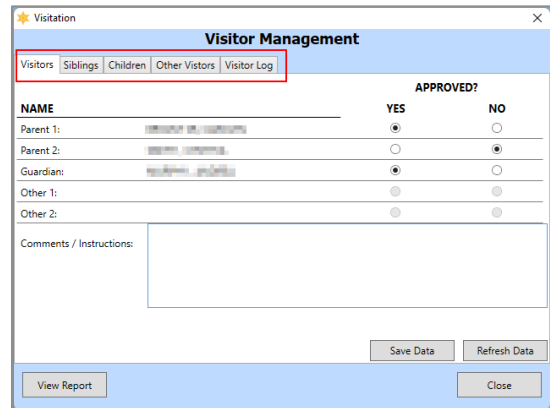 Visitation
Visitor Management
Visitors Siblings Children Other Vistors Visitor Log
APPROVED?
NAME YES NO
Parent 1:
Parent 2:
Guardian:
Other 1:
Other 2:
Comments / Instructions:
Save Data Refresh Data
View Report Close